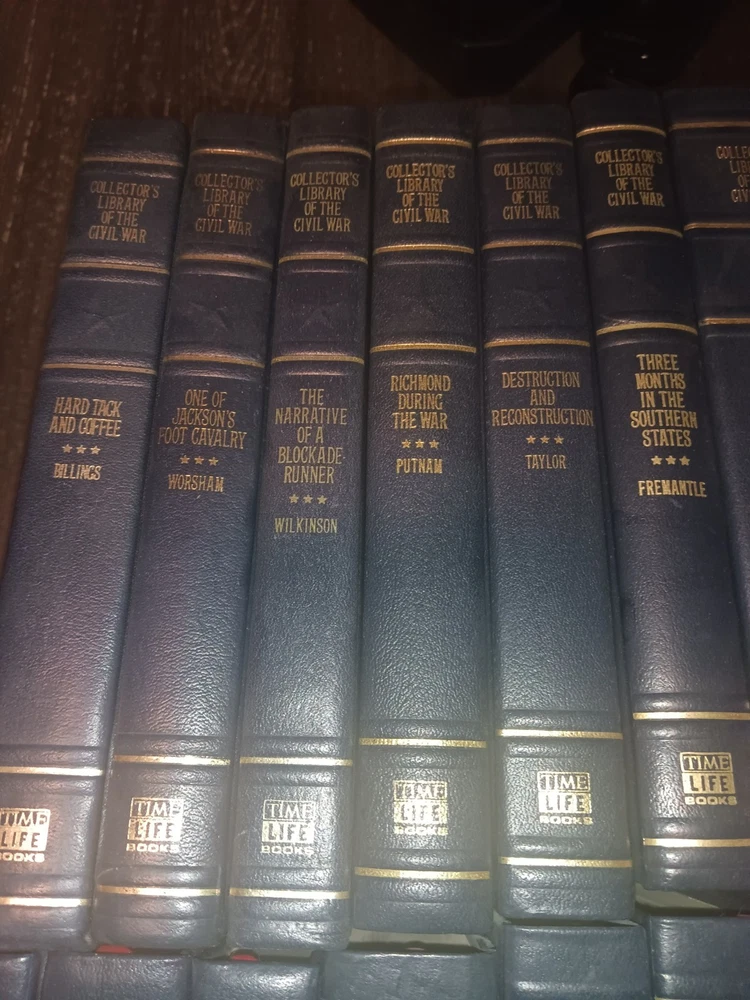 COLLECTOR'S
LIBRARY
OF THE
CIVIL WAR
HARD TACK
AND COFFEE
BILLINGS
TIME
LIFE
BOOKS
COLLECTOR'S
LIBRARY
OF THE
CIVIL WAR
ONE OF
JACKSON'S
FOOT CAVALRY
WORSHAM
TIME
LIFE
BOOKS
COLLECTOR'S
LIBRARY
OF THE
CIVIL WAR
THE
NARRATIVE
OF A
BLOCKADE
RUNNER
WILKINSON
TIME
LIFE
BOOKS
COLLECTOR'S
LIBRARY
OF THE
CIVIL WAR
RICHMOND
DURING
THE WAR
PUTNAM
TIME
LIFE
BOOKS
COLLECTOR'S
LIBRARY
OF THE
CIVIL WAR
DESTRUCTION
AND
RECONSTRUCTION
TAYLOR
TIME
LIFE
BOOKS
COLLECTOR'S
LIBRARY
OF THE
CIVIL WAR
THREE
MONTHS
IN THE
SOUTHERN
STATES
FREMANTLE
TIME
LIFE
BOOKS